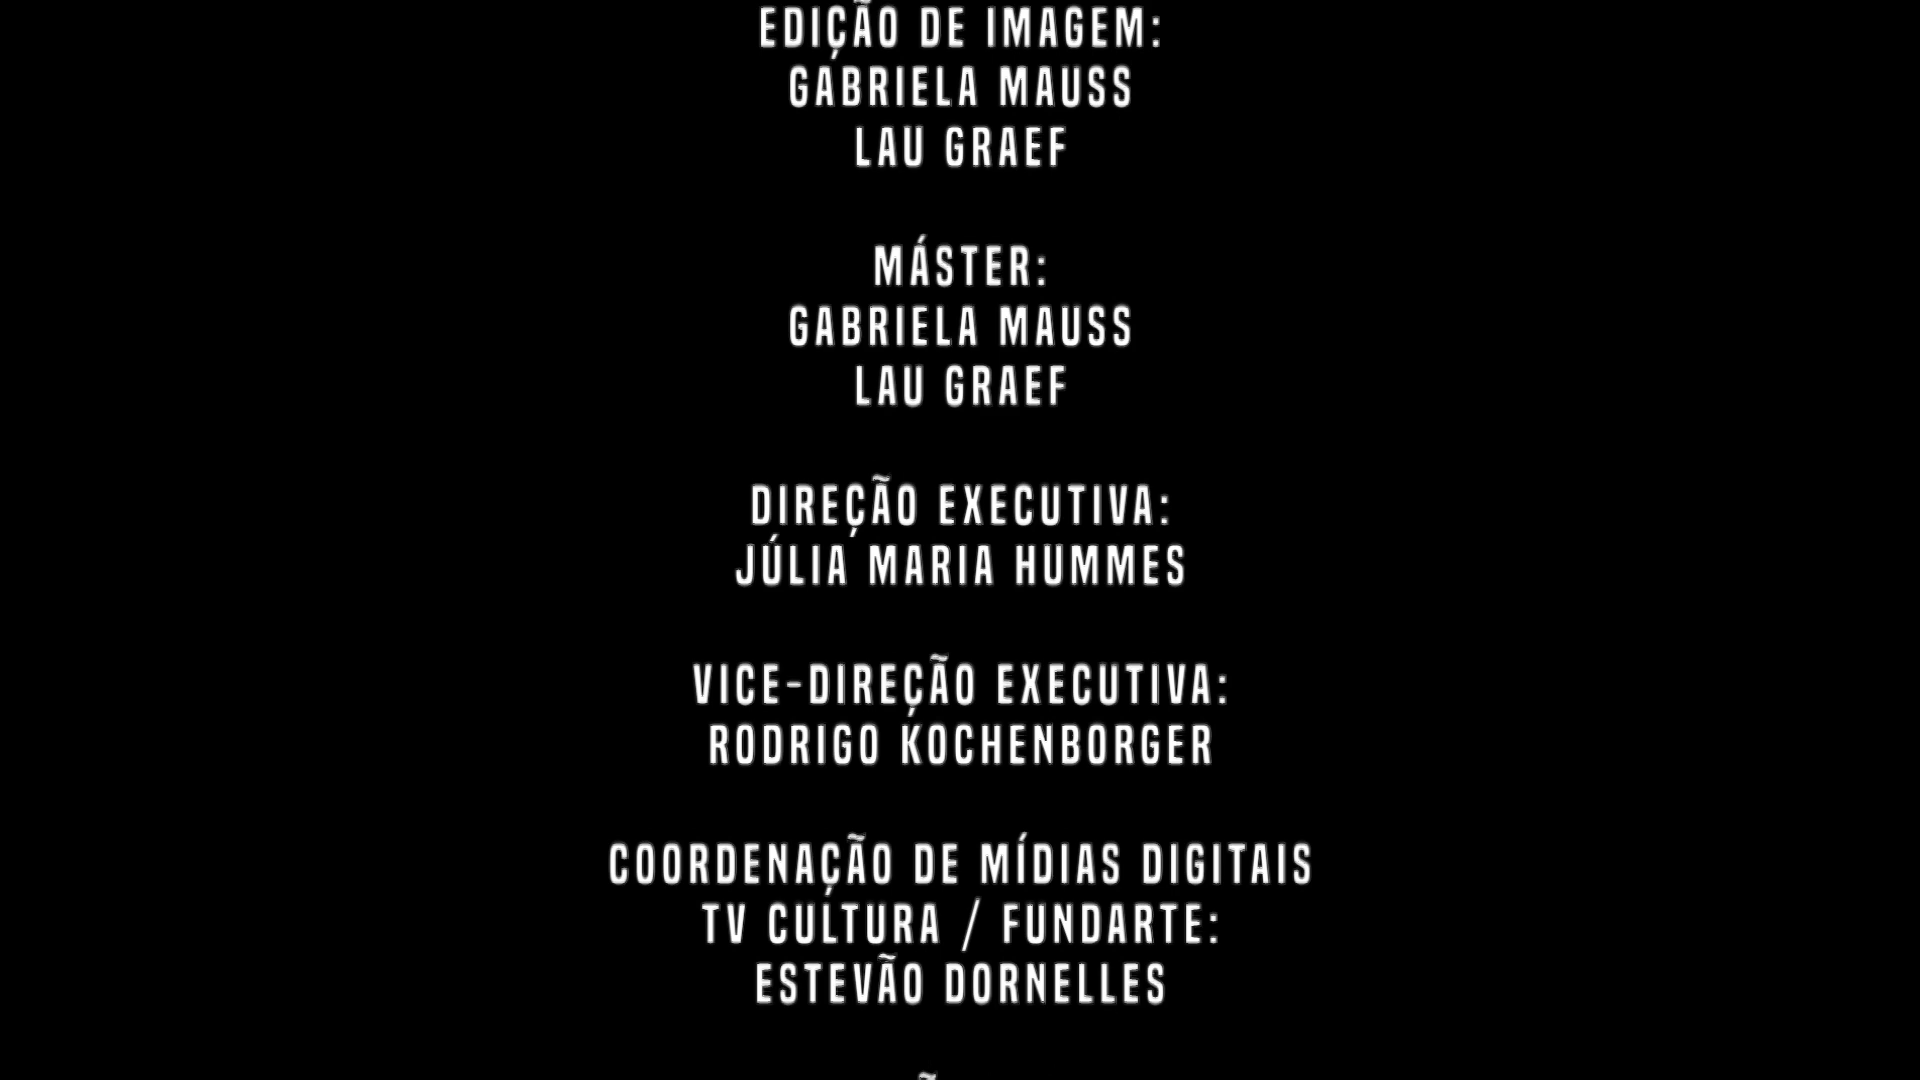 EDIÇÃO DE IMAGEM:
GABRIELA MAUSS
LAU GRAEF
MÁSTER:
GABRIELA MAUSS
LAU GRAEF
DIREÇÃO EXECUTIVA:
JÚLIA MARIA HUMMES
VICE-DIREÇÃO EXECUTIVA:
RODRIGO KOCHENBORGER
COORDENAÇÃO DE MÍDIAS DIGITAIS
TV CULTURA / FUNDARTE:
ESTEVÃO DORNELLES